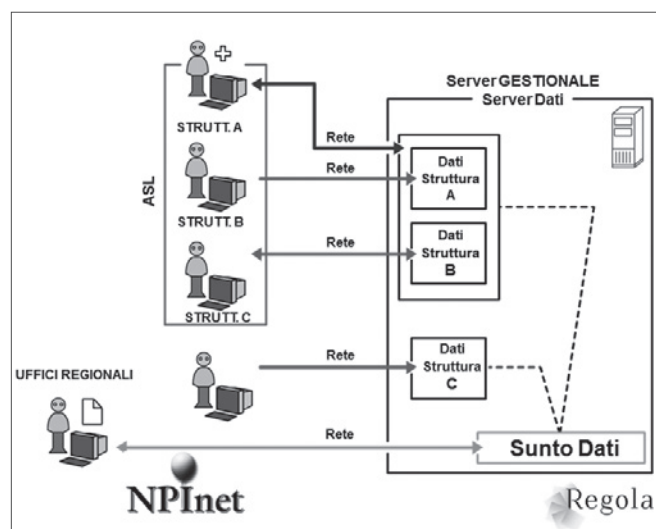 Server GESTIONALE
Server Dati
ASL
STRUTT. A
STRUTT. B
STRUTT. C
Rete
Rete
Rete
Rete
Rete
Dati
Struttura
A
Dati
Struttura
B
Dati
Struttura
C
UFFICI REGIONALI
Sunto Dati
NPInet
Regola